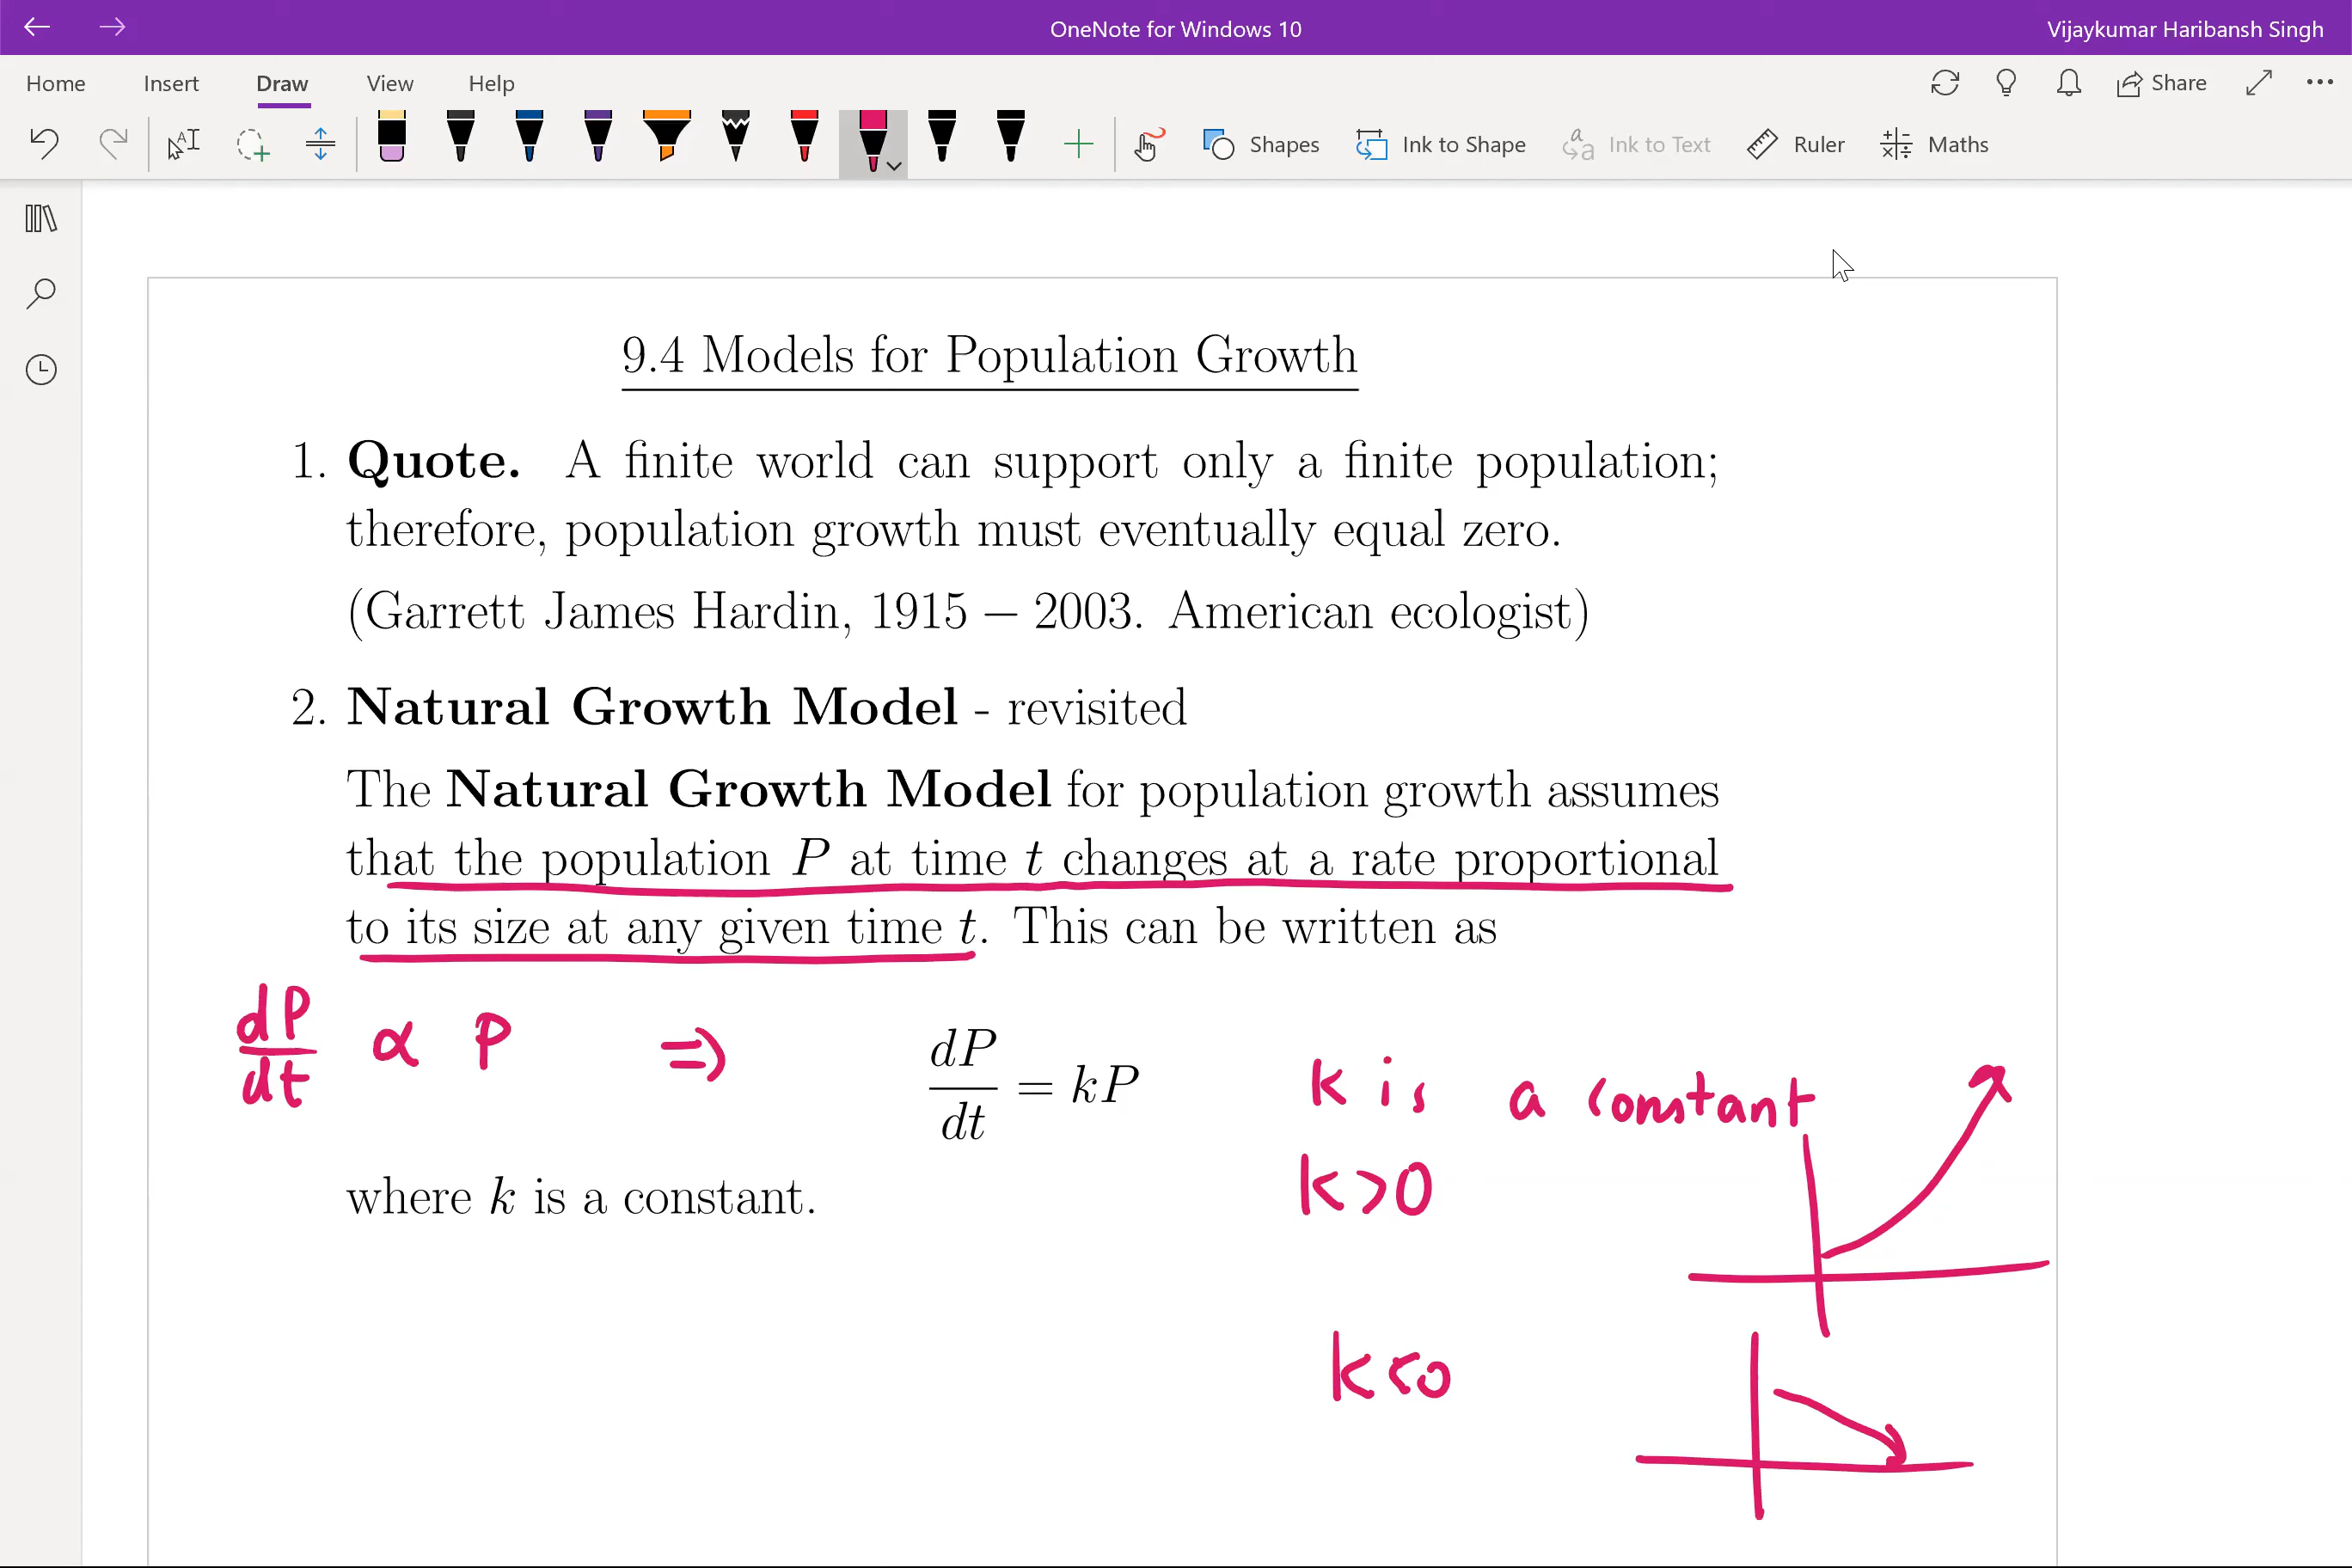 OneNote for Windows 10
Vijaykumar Haribansh Singh
Home Insert Draw View Help
Share
Shapes Ink to Shape Ink to Text Ruler Maths
9.4 Models for Population Growth
1. Quote. A finite world can support only a finite population;
therefore, population growth must eventually equal zero.
(Garrett James Hardin, 1915 – 2003. American ecologist)
2. Natural Growth Model - revisited
The Natural Growth Model for population growth assumes
that the population P at time t changes at a rate proportional
to its size at any given time t. This can be written as
dP/dt ∝ P ⇒ dP/dt = kP
k is a constant
k>0
where k is a constant.
k<0